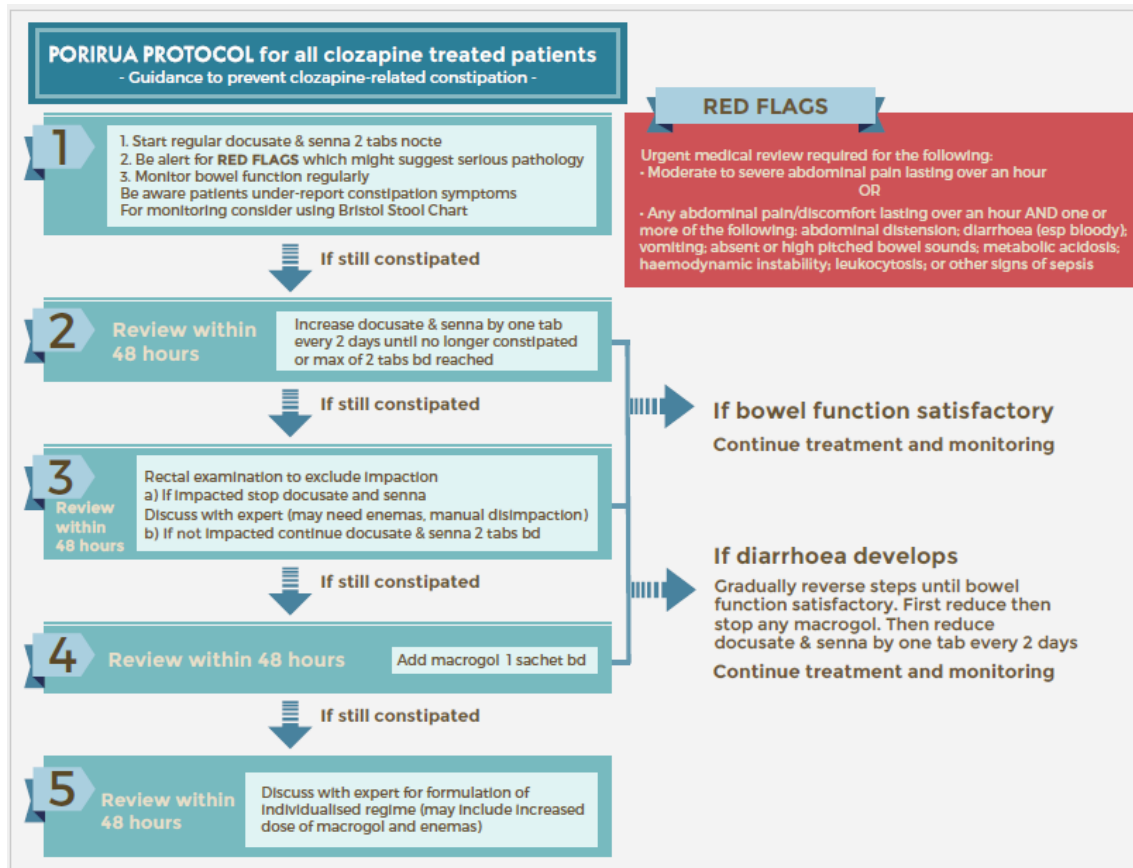 PORIRUA PROTOCOL for all clozapine treated patients
- Guidance to prevent clozapine-related constipation -
1
1. Start regular docusate & senna 2 tabs nocte
2. Be alert for RED FLAGS which might suggest serious pathology
3. Monitor bowel function regularly
Be aware patients under-report constipation symptoms
For monitoring consider using Bristol Stool Chart
RED FLAGS
Urgent medical review required for the following:
• Moderate to severe abdominal pain lasting over an hour
OR
• Any abdominal pain/discomfort lasting over an hour AND one or
more of the following: abdominal distension; diarrhoea (esp bloody);
vomiting; absent or high pitched bowel sounds; metabolic acidosis;
haemodynamic instability; leukocytosis; or other signs of sepsis
If still constipated
2
Review within
48 hours
Increase docusate & senna by one tab
every 2 days until no longer constipated
or max of 2 tabs bd reached
If still constipated
3
Review
within
48 hours
Rectal examination to exclude impaction
a) If impacted stop docusate and senna
Discuss with expert (may need enemas, manual disimpaction)
b) If not impacted continue docusate & senna 2 tabs bd
If still constipated
4
Review within 48 hours
Add macrogol 1 sachet bd
If still constipated
5
Review within
48 hours
Discuss with expert for formulation of
individualised regime (may include increased
dose of macrogol and enemas)
If bowel function satisfactory
Continue treatment and monitoring
If diarrhoea develops
Gradually reverse steps until bowel
function satisfactory. First reduce then
stop any macrogol. Then reduce
docusate & senna by one tab every 2 days
Continue treatment and monitoring